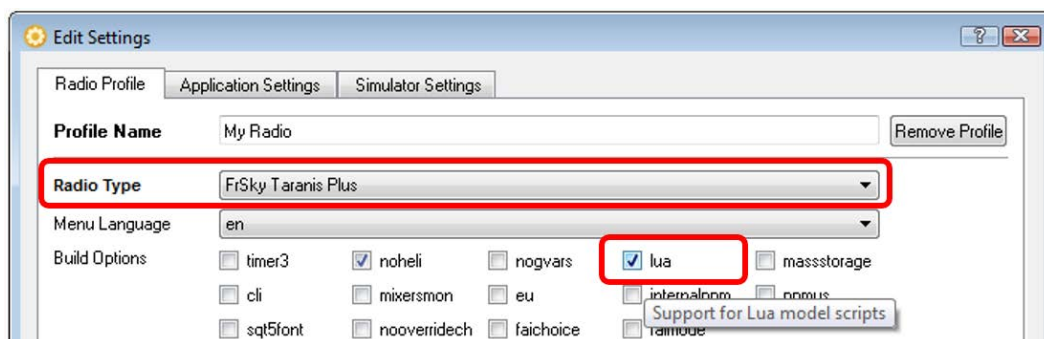 Edit Settings
Radio Profile Application Settings Simulator Settings
Profile Name My Radio Remove Profile
Radio Type FrSky Taranis Plus
Menu Language en
Build Options timer3 noheli nogvars lua massstorage
cli mixersmon eu internalppm ppmus
Support for Lua model scripts
sqt5font nooverridech faichoice faimode